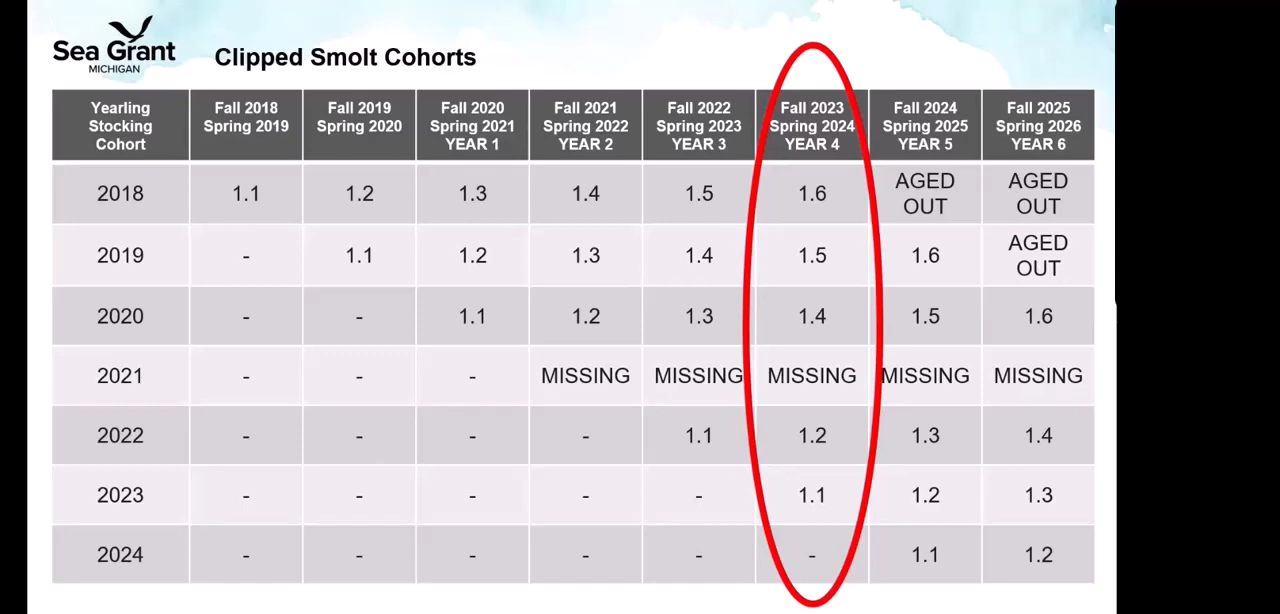 Sea Grant
MICHIGAN
Clipped Smolt Cohorts
Yearling Stocking Cohort Fall 2018 Spring 2019 Fall 2019 Spring 2020 Fall 2020 Spring 2021 YEAR 1 Fall 2021 Spring 2022 YEAR 2 Fall 2022 Spring 2023 YEAR 3 Fall 2023 Spring 2024 YEAR 4 Fall 2024 Spring 2025 YEAR 5 Fall 2025 Spring 2026 YEAR 6
2018 1.1 1.2 1.3 1.4 1.5 1.6 AGED OUT AGED OUT
2019 - 1.1 1.2 1.3 1.4 1.5 1.6 AGED OUT
2020 - - 1.1 1.2 1.3 1.4 1.5 1.6
2021 - - - MISSING MISSING MISSING MISSING MISSING
2022 - - - - 1.1 1.2 1.3 1.4
2023 - - - - - 1.1 1.2 1.3
2024 - - - - - - 1.1 1.2